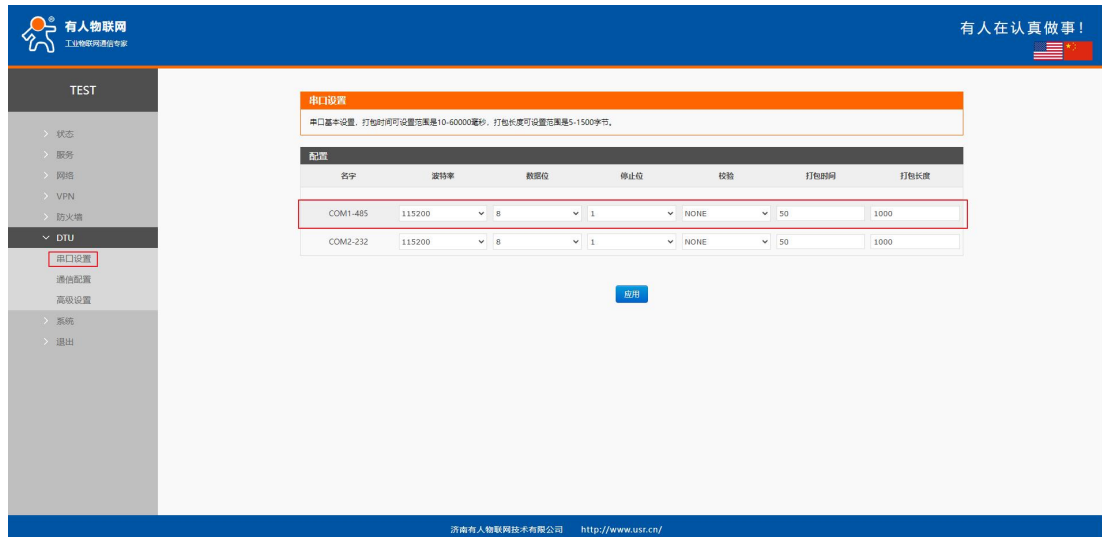 有人物联网
工业物联网通信专家
有人在认真做事！
TEST
状态
服务
网络
VPN
防火墙
DTU
串口设置
通信配置
高级设置
系统
退出
串口设置
串口基本设置，打包时间可设置范围是10-60000毫秒，打包长度可设置范围是5-1500字节。
配置
名字 波特率 数据位 停止位 校验 打包时间 打包长度
COM1-485 115200 8 1 NONE 50 1000
COM2-232 115200 8 1 NONE 50 1000
应用
济南有人物联网技术有限公司 http://www.usr.cn/